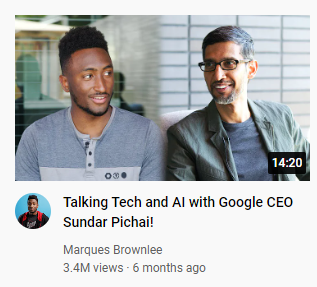 14:20
Talking Tech and AI with Google CEO
Sundar Pichai!
Marques Brownlee
3.4M views · 6 months ago